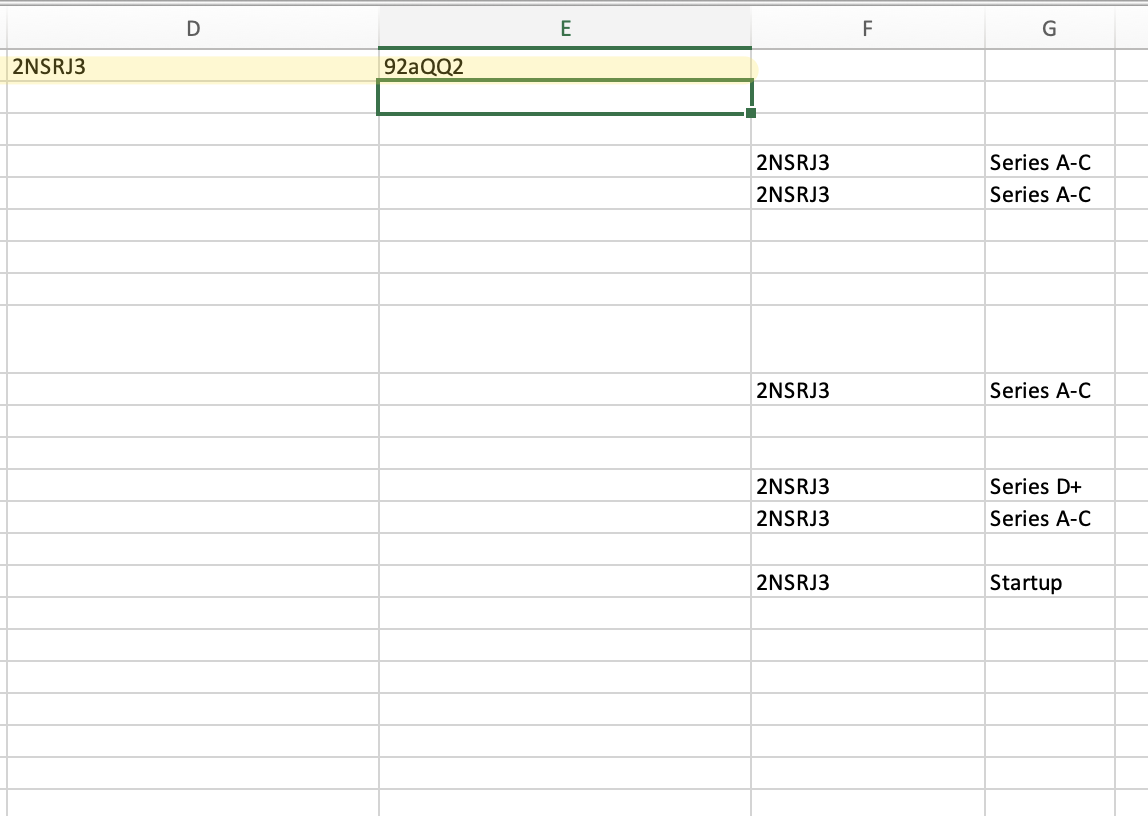 D E F G
2NSRJ3 92aQQ2
2NSRJ3 Series A-C
2NSRJ3 Series A-C
2NSRJ3 Series A-C
2NSRJ3 Series D+
2NSRJ3 Series A-C
2NSRJ3 Startup